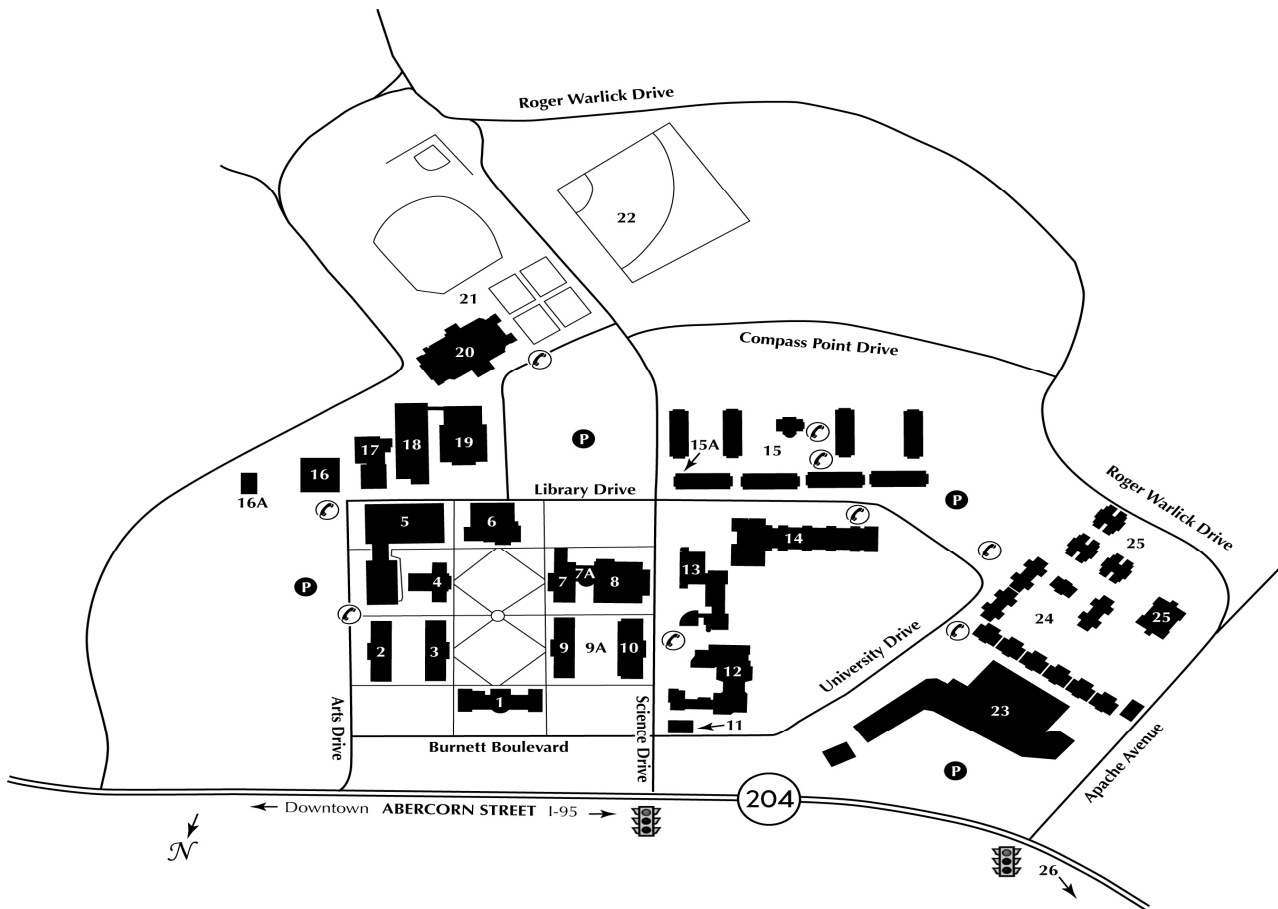 Roger Warlick Drive
22
21
20
Compass Point Drive
19
18
17
P
15A
15
16
16A
Library Drive
P
Roger Warlick Drive
5
6
14
25
13
4
7
7A
8
P
24
25
2
3
9
9A
10
12
University Drive
1
11
23
Arts Drive
Science Drive
Burnett Boulevard
P
Apache Avenue
204
Downtown ABERCORN STREET I-95
N
26